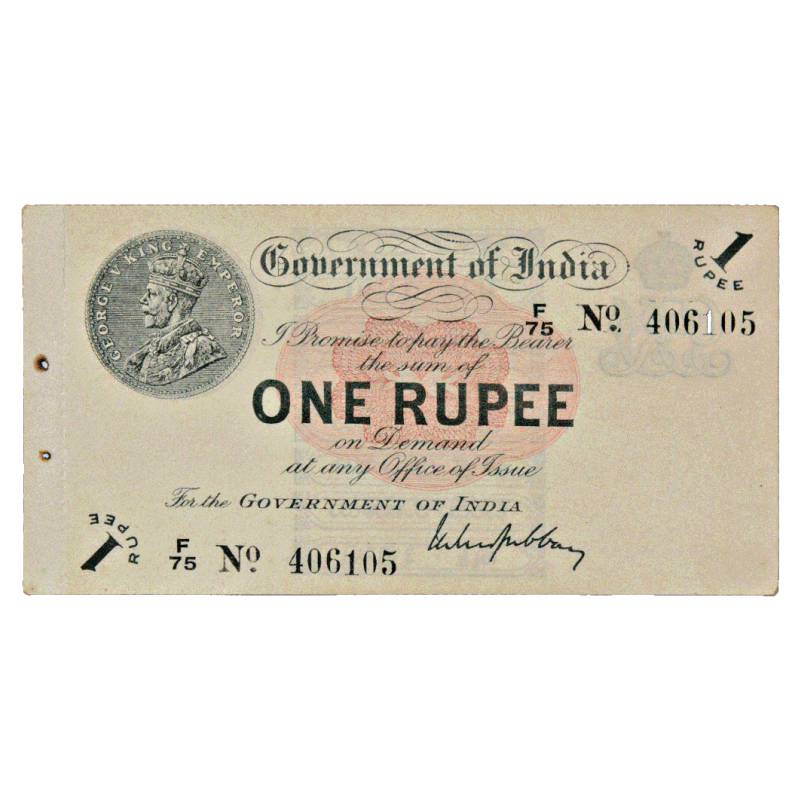 GEORGE V KING EMPEROR
Government of India
1 RUPEE
F/75 No. 406105
I Promise to pay the Bearer
the sum of
ONE RUPEE
on Demand
at any Office of Issue
For the GOVERNMENT OF INDIA
1 RUPEE
F/75 No. 406105